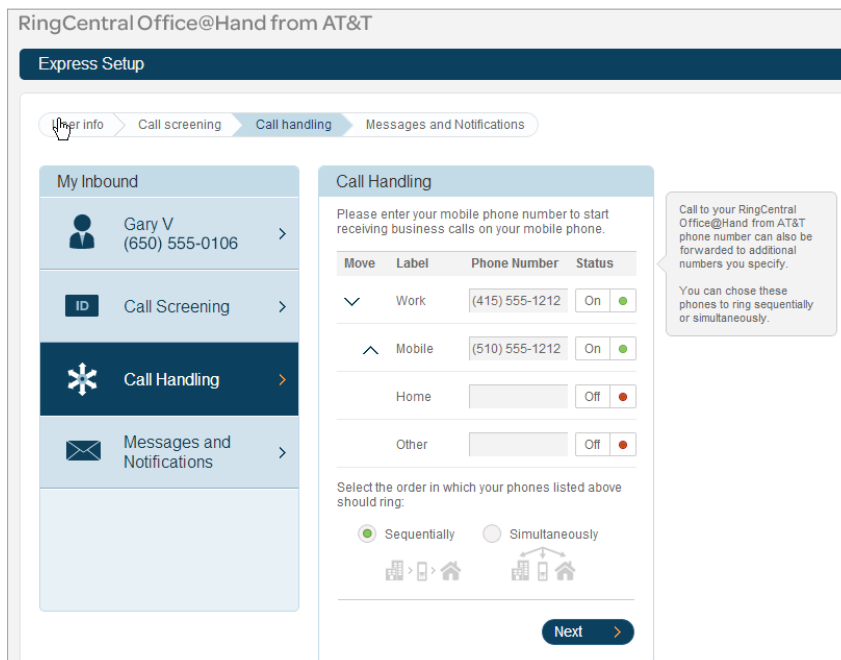 RingCentral Office@Hand from AT&T
Express Setup
User info Call screening Call handling Messages and Notifications
My Inbound
Gary V
(650) 555-0106
ID Call Screening
Call Handling
Messages and
Notifications
Call Handling
Please enter your mobile phone number to start
receiving business calls on your mobile phone.
Move Label Phone Number Status
Work (415) 555-1212 On
Mobile (510) 555-1212 On
Home Off
Other Off
Select the order in which your phones listed above
should ring:
Sequentially Simultaneously
Next
Call to your RingCentral
Office@Hand from AT&T
phone number can also be
forwarded to additional
numbers you specify.
You can chose these
phones to ring sequentially
or simultaneously.